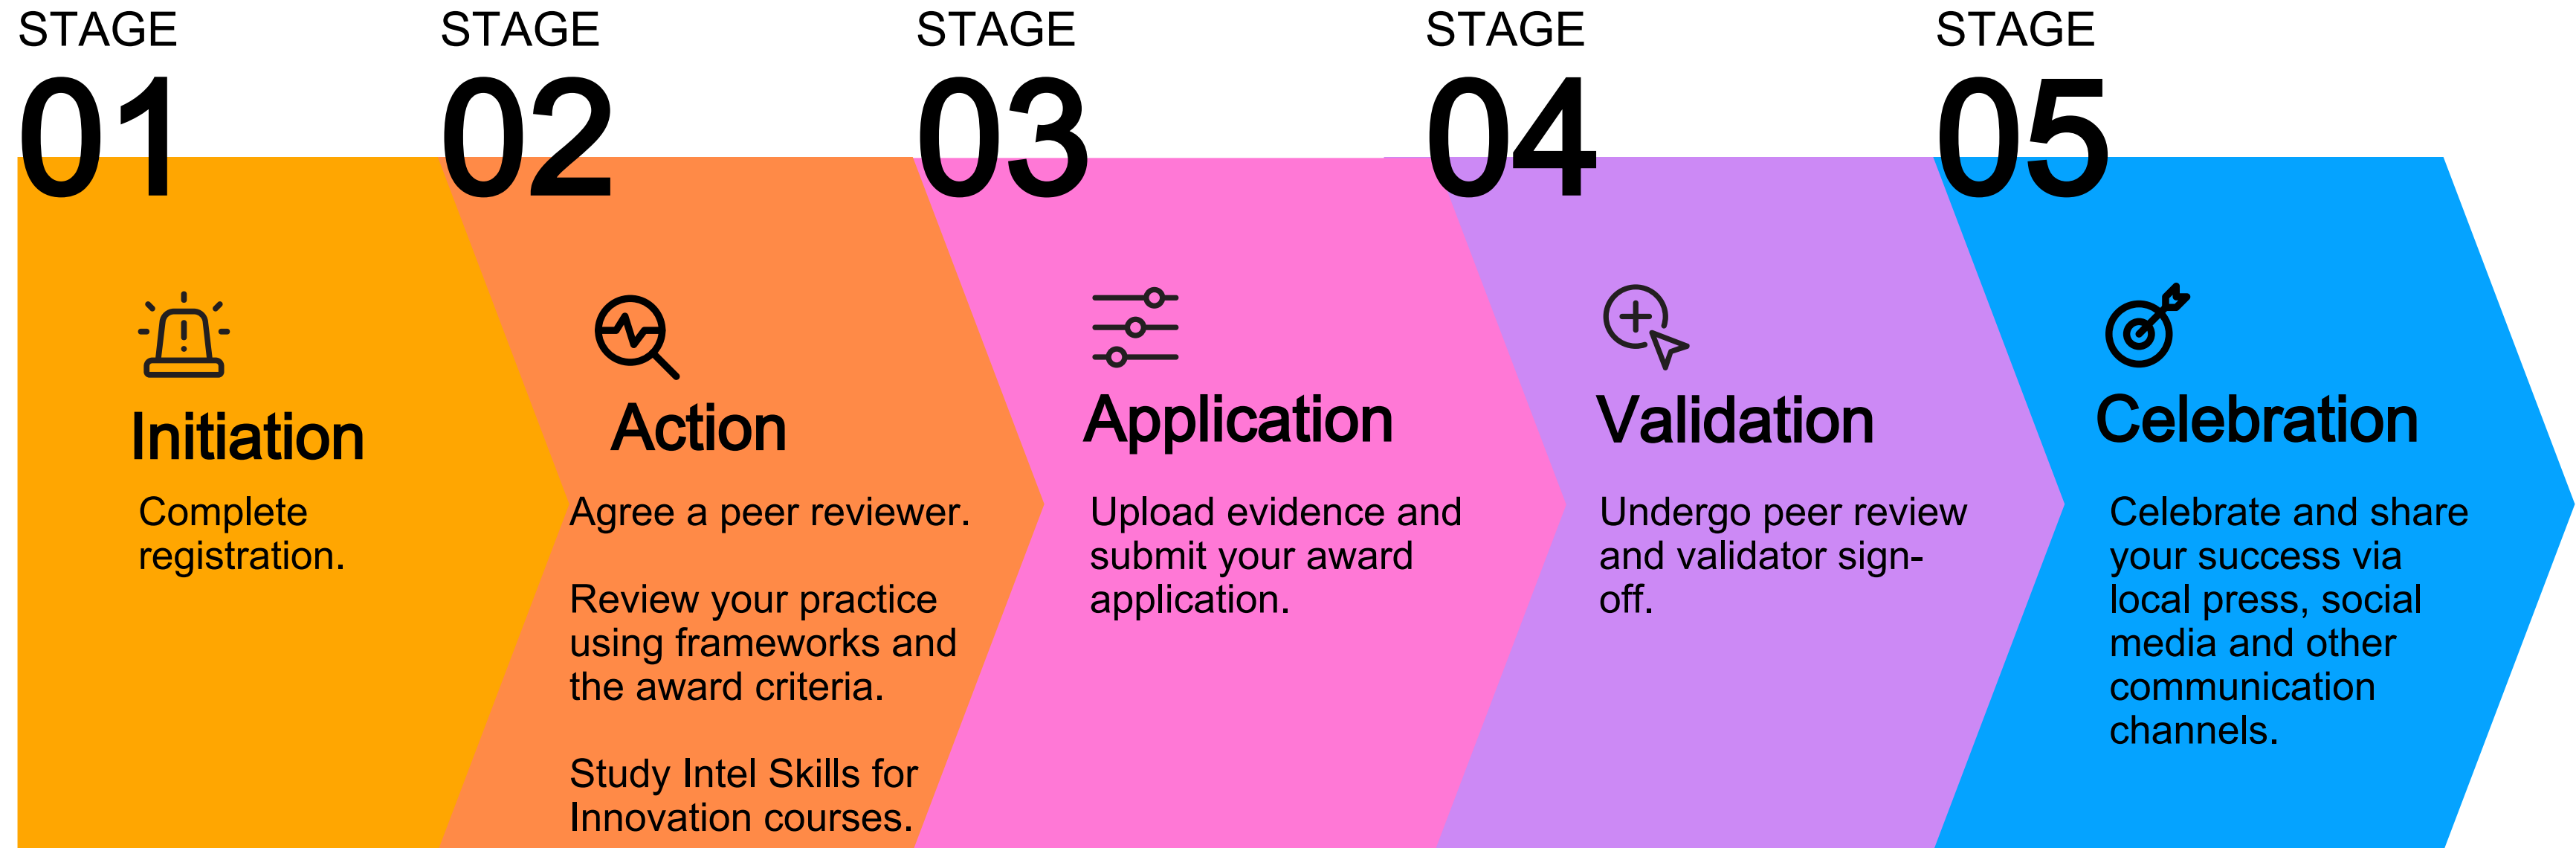 STAGE
01
Initiation
Complete
registration.
STAGE
02
Action
Agree a peer reviewer.
Review your practice
using frameworks and
the award criteria.
Study Intel Skills for
Innovation courses.
STAGE
03
Application
Upload evidence and
submit your award
application.
STAGE
04
Validation
Undergo peer review
and validator sign-
off.
STAGE
05
Celebration
Celebrate and share
your success via
local press, social
media and other
communication
channels.